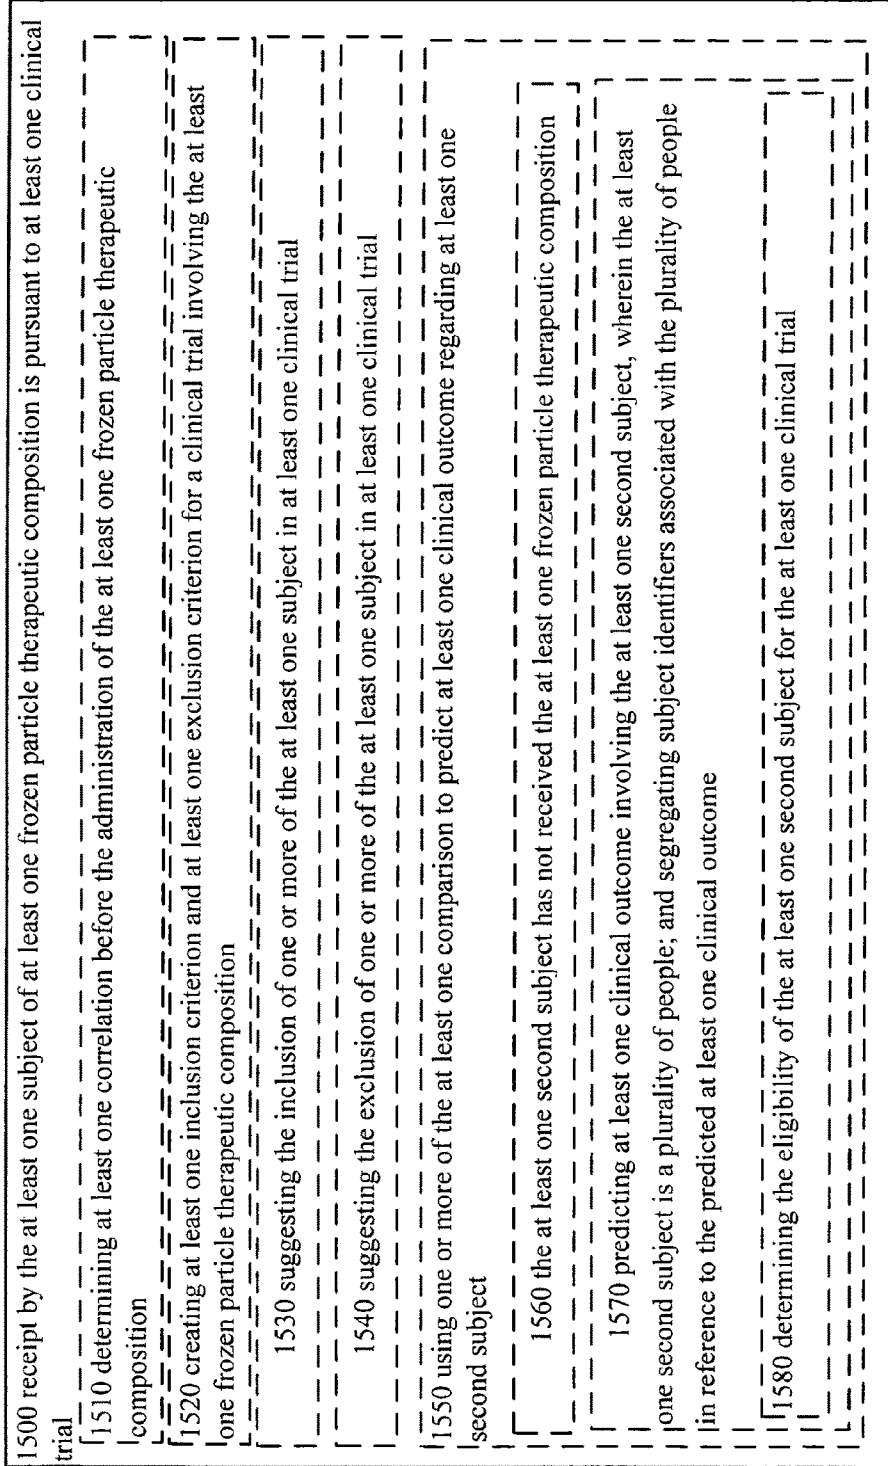 1500 receipt by the at least one subject of at least one frozen particle therapeutic composition is pursuant to at least one clinical
trial
1510 determining at least one correlation before the administration of the at least one frozen particle therapeutic
composition
1520 creating at least one inclusion criterion and at least one exclusion criterion for a clinical trial involving the at least
one frozen particle therapeutic composition
1530 suggesting the inclusion of one or more of the at least one subject in at least one clinical trial
1540 suggesting the exclusion of one or more of the at least one subject in at least one clinical trial
1550 using one or more of the at least one comparison to predict at least one clinical outcome regarding at least one
second subject
1560 the at least one second subject has not received the at least one frozen particle therapeutic composition
1570 predicting at least one clinical outcome involving the at least one second subject, wherein the at least
one second subject is a plurality of people; and segregating subject identifiers associated with the plurality of people
in reference to the predicted at least one clinical outcome
1580 determining the eligibility of the at least one second subject for the at least one clinical trial